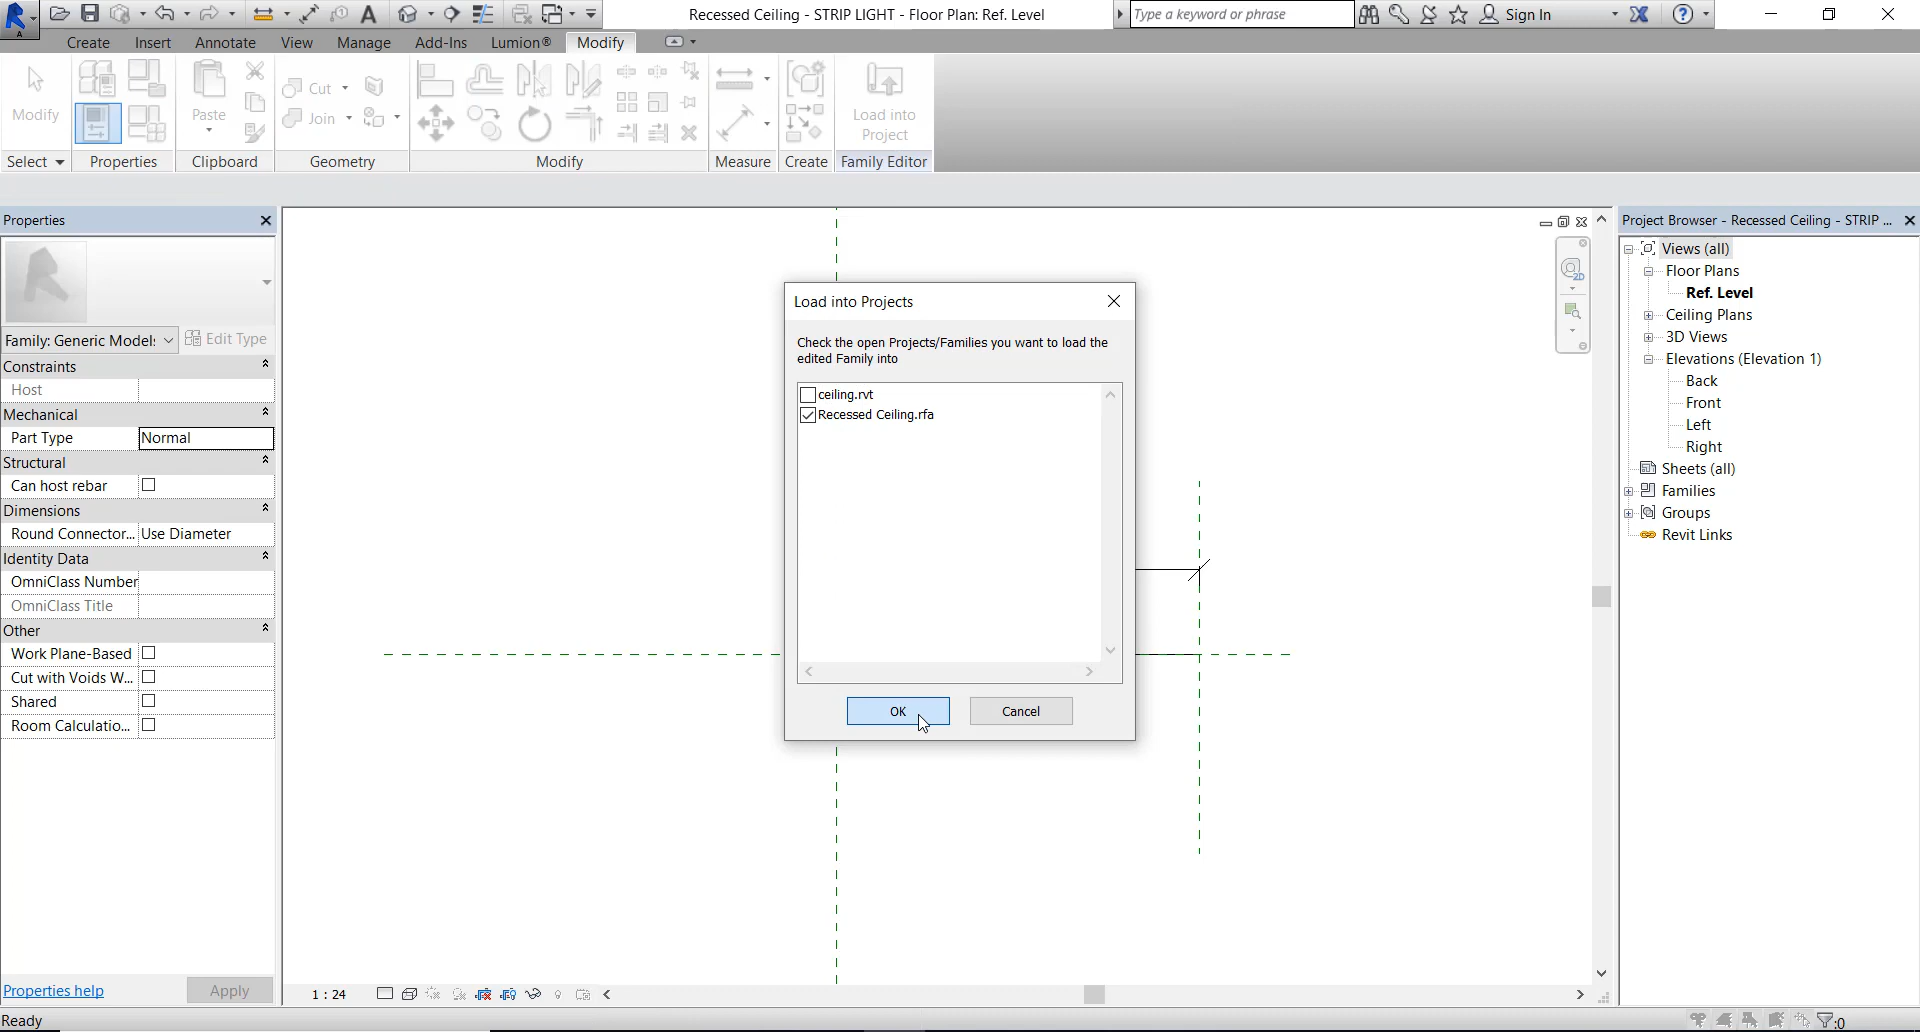 Recessed Ceiling - STRIP LIGHT - Floor Plan: Ref. Level
Type a keyword or phrase
Sign In
Create Insert Annotate View Manage Add-Ins Lumion® Modify
Modify
Paste
Cut
Join
Load into
Project
Select Properties Clipboard Geometry Modify Measure Create Family Editor
Properties
Family: Generic Models
Edit Type
Constraints
Host
Mechanical
Part Type Normal
Structural
Can host rebar
Dimensions
Round Connector... Use Diameter
Identity Data
OmniClass Number
OmniClass Title
Other
Work Plane-Based
Cut with Voids W...
Shared
Room Calculatio...
Properties help
Apply
Load into Projects
Check the open Projects/Families you want to load the
edited Family into
ceiling.rvt
Recessed Ceiling.rfa
OK
Cancel
2D
1 : 24
Project Browser - Recessed Ceiling - STRIP ...
Views (all)
Floor Plans
Ref. Level
Ceiling Plans
3D Views
Elevations (Elevation 1)
Back
Front
Left
Right
Sheets (all)
Families
Groups
Revit Links
Ready
:0